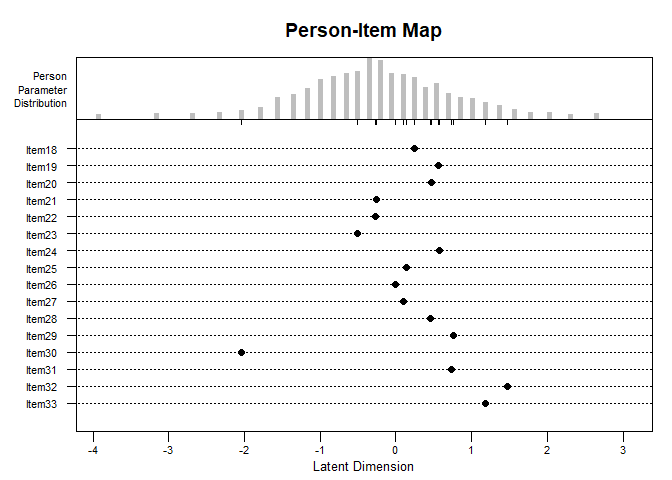 Person-Item Map
Person
Parameter
Distribution
Item18
Item19
Item20
Item21
Item22
Item23
Item24
Item25
Item26
Item27
Item28
Item29
Item30
Item31
Item32
Item33
-4 -3 -2 -1 0 1 2 3
Latent Dimension